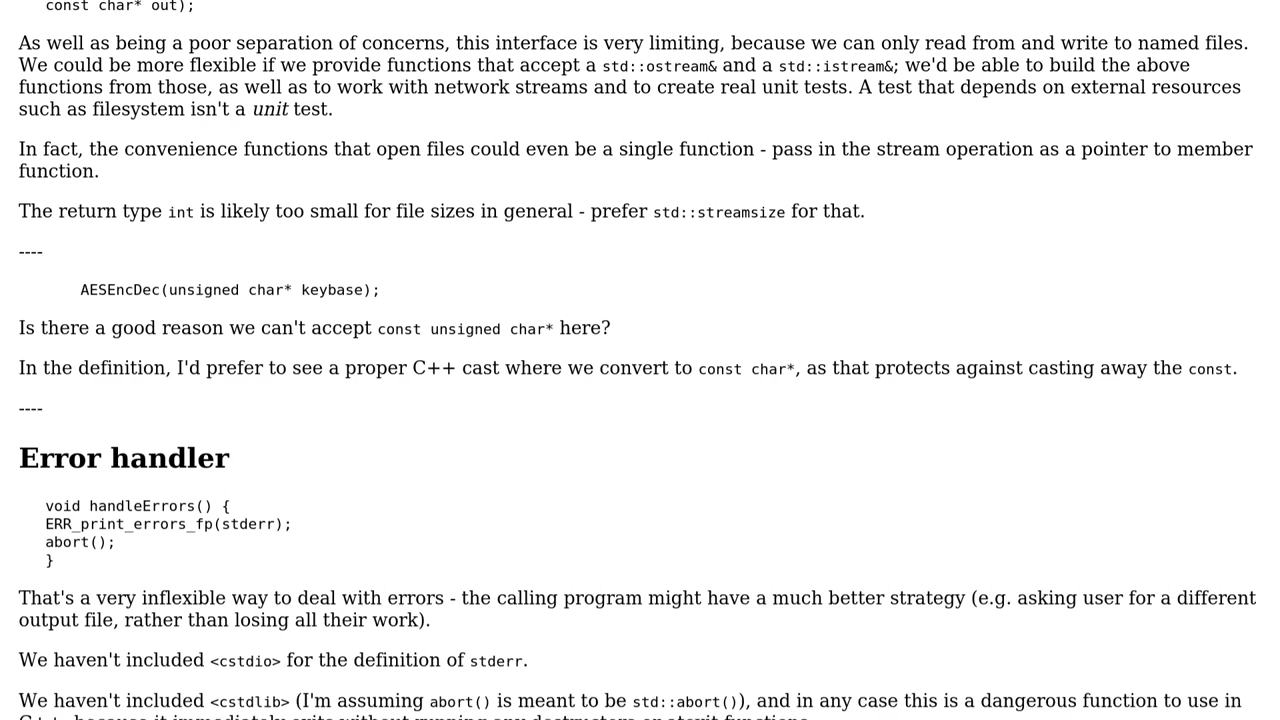 const char* out);
As well as being a poor separation of concerns, this interface is very limiting, because we can only read from and write to named files.
We could be more flexible if we provide functions that accept a std::ostream& and a std::istream&; we'd be able to build the above
functions from those, as well as to work with network streams and to create real unit tests. A test that depends on external resources
such as filesystem isn't a unit test.
In fact, the convenience functions that open files could even be a single function - pass in the stream operation as a pointer to member
function.
The return type int is likely too small for file sizes in general - prefer std::streamsize for that.
----
AESEncDec(unsigned char* keybase);
Is there a good reason we can't accept const unsigned char* here?
In the definition, I'd prefer to see a proper C++ cast where we convert to const char*, as that protects against casting away the const.
----
Error handler
void handleErrors() {
ERR_print_errors_fp(stderr);
abort();
}
That's a very inflexible way to deal with errors - the calling program might have a much better strategy (e.g. asking user for a different
output file, rather than losing all their work).
We haven't included <cstdio> for the definition of stderr.
We haven't included <cstdlib> (I'm assuming abort() is meant to be std::abort()), and in any case this is a dangerous function to use in